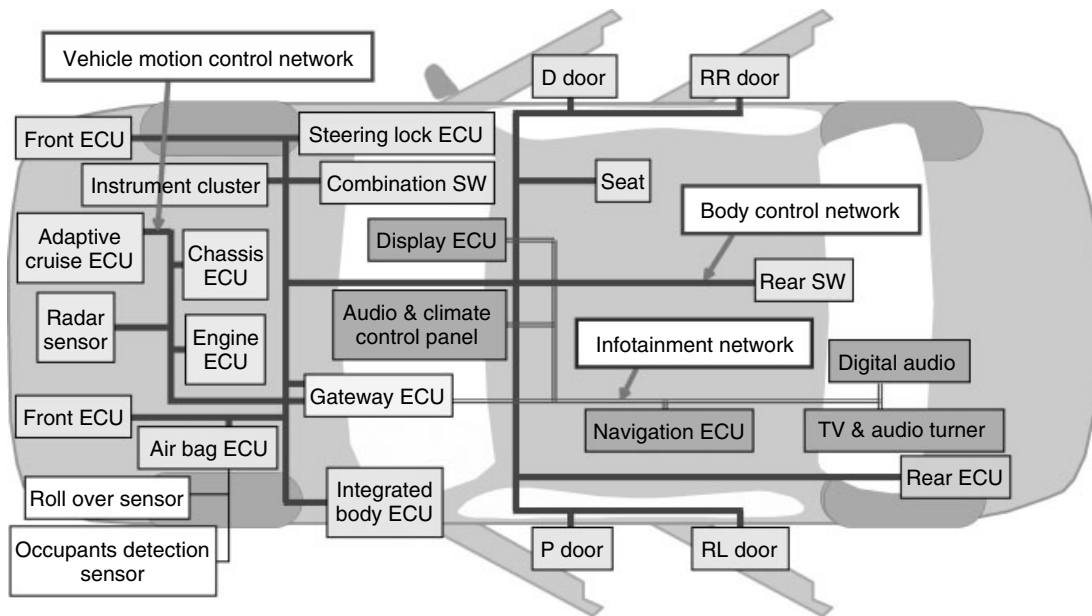 Vehicle motion control network
D door
RR door
Front ECU
Steering lock ECU
Instrument cluster
Combination SW
Seat
Body control network
Adaptive
cruise ECU
Chassis
ECU
Display ECU
Rear SW
Radar
sensor
Engine
ECU
Audio & climate
control panel
Infotainment network
Digital audio
Front ECU
Gateway ECU
Navigation ECU
TV & audio turner
Air bag ECU
Rear ECU
Roll over sensor
Integrated
body ECU
Occupants detection
sensor
P door
RL door